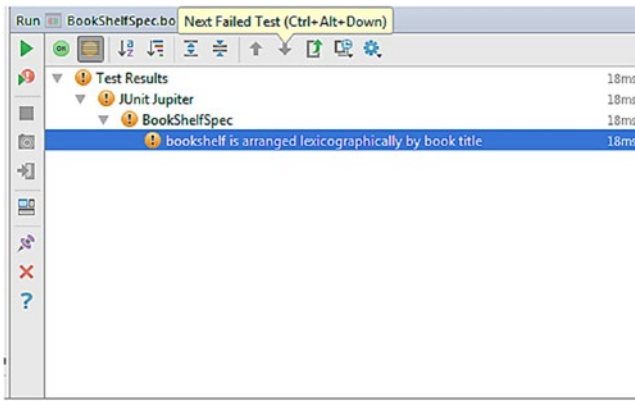 Run BookShelfSpec.bo
Next Failed Test (Ctrl+Alt+Down)
Test Results 18ms
JUnit Jupiter 18ms
BookShelfSpec 18ms
bookshelf is arranged lexicographically by book title 18ms